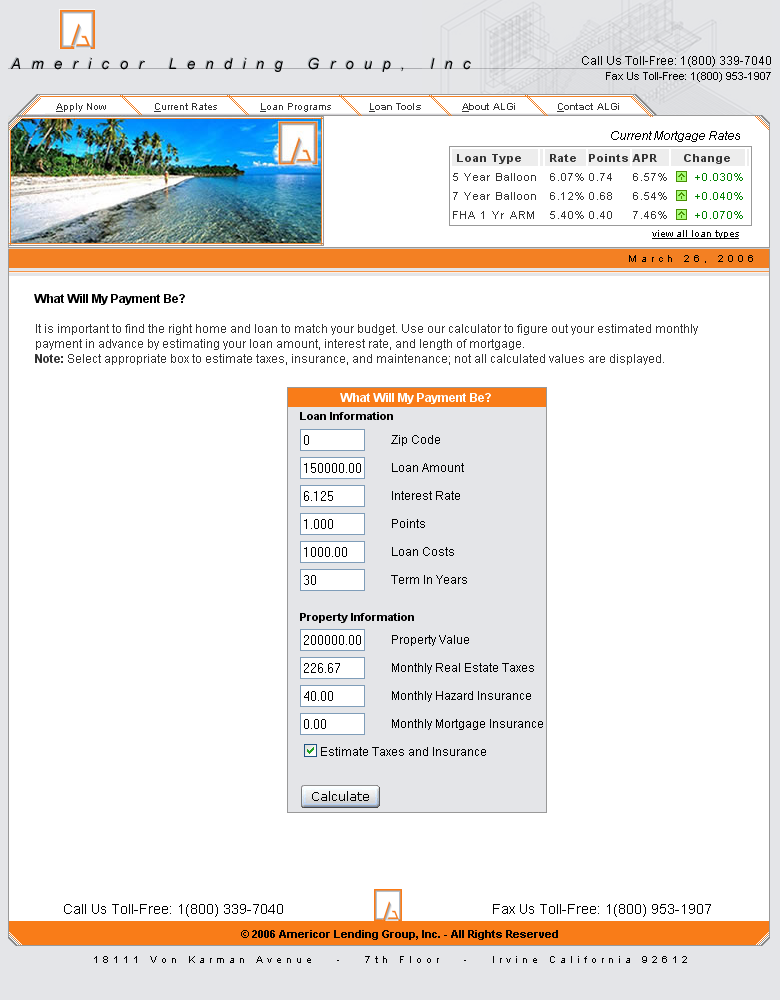 Americor Lending Group, Inc
Call Us Toll-Free: 1(800) 339-7040
Fax Us Toll-Free: 1(800) 953-1907
Apply Now Current Rates Loan Programs Loan Tools About ALGi Contact ALGi
Current Mortgage Rates
Loan Type Rate Points APR Change
5 Year Balloon 6.07% 0.74 6.57% +0.030%
7 Year Balloon 6.12% 0.68 6.54% +0.040%
FHA 1 Yr ARM 5.40% 0.40 7.46% +0.070%
view all loan types
March 26, 2006
What Will My Payment Be?
It is important to find the right home and loan to match your budget. Use our calculator to figure out your estimated monthly
payment in advance by estimating your loan amount, interest rate, and length of mortgage.
Note: Select appropriate box to estimate taxes, insurance, and maintenance; not all calculated values are displayed.
What Will My Payment Be?
Loan Information
0 Zip Code
150000.00 Loan Amount
6.125 Interest Rate
1.000 Points
1000.00 Loan Costs
30 Term In Years
Property Information
200000.00 Property Value
226.67 Monthly Real Estate Taxes
40.00 Monthly Hazard Insurance
0.00 Monthly Mortgage Insurance
Estimate Taxes and Insurance
Calculate
Call Us Toll-Free: 1(800) 339-7040 Fax Us Toll-Free: 1(800) 953-1907
© 2006 Americor Lending Group, Inc. - All Rights Reserved
18111 Von Karman Avenue - 7th Floor - Irvine California 92612